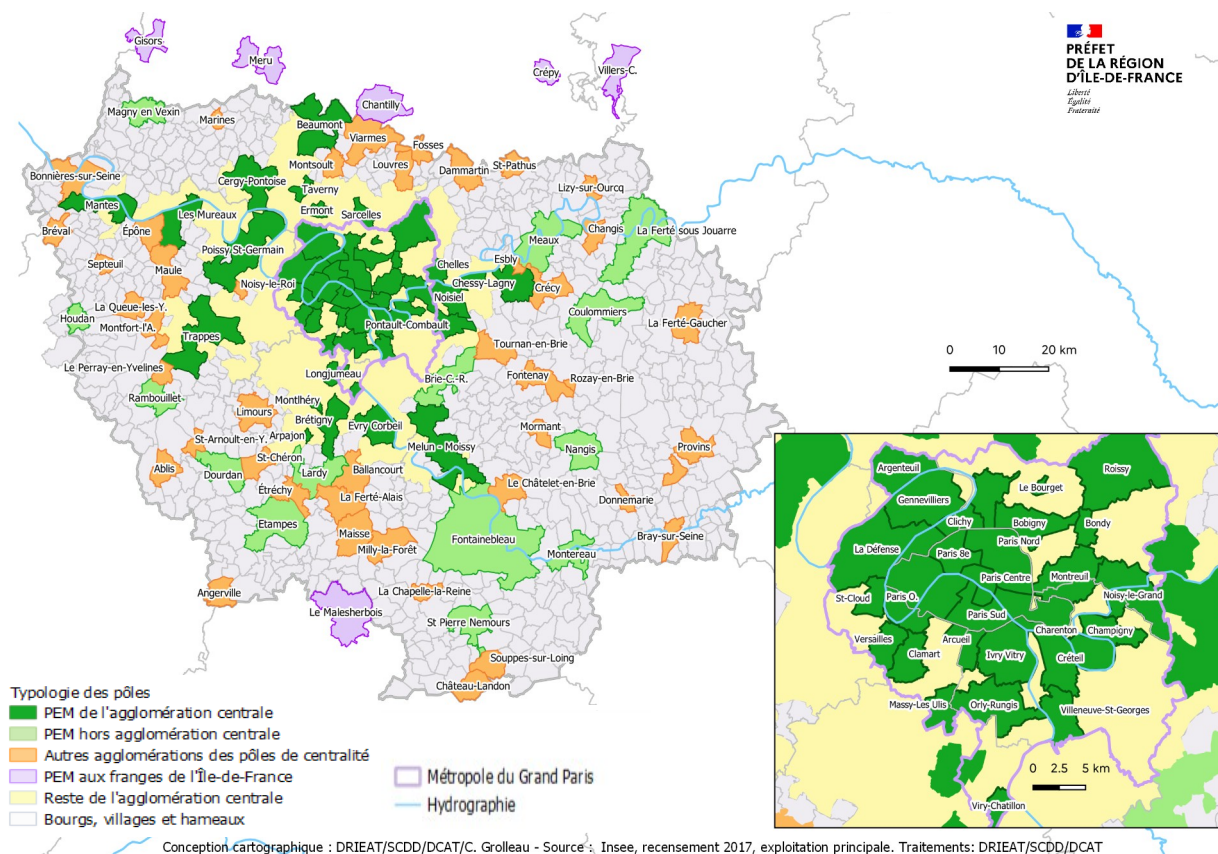 Gisors
Meru
Crépy
Villers-C.
Chantilly
PRÉFET
DE LA RÉGION
D'ÎLE-DE-FRANCE
Liberté
Égalité
Fraternité
Magny en Vexin
Marines
Beaumont
Viarmes
Fosses
Montsoult
Louvres
Dammartin
St-Pathus
Bonnières-sur-Seine
Cergy-Pontoise
Taverny
Lizy-sur-Ourcq
Mantes
Les Mureaux
Ermont
Sarcelles
Bréval
Épône
Meaux
Changis
La Ferté sous Jouarre
Poissy St-Germain
Septeuil
Maule
Noisy-le-Roi
Chelles
Esbly
Chessy-Lagny
Crécy
Noisiel
La Queue-les-Y.
Houdan
Montfort-l'A.
Trappes
Pontault-Combault
Coulommiers
La Ferté-Gaucher
Tournan-en-Brie
Le Perray-en-Yvelines
Longjumeau
Brie-C.-R.
Fontenay
Rozay-en-Brie
Rambouillet
Limours
Montlhéry
Brétigny
Evry Corbeil
Mormant
St-Arnoult-en-Y.
Arpajon
Melun - Moissy
Nangis
Provins
Ablis
Dourdan
St-Chéron
Lardy
Ballancourt
Étréchy
La Ferté-Alais
Le Châtelet-en-Brie
Donnemarie
Etampes
Maisse
Milly-la-Forêt
Fontainebleau
Montereau
Bray-sur-Seine
Angerville
Le Malesherbois
La Chapelle-la-Reine
St Pierre Nemours
Souppes-sur-Loing
Château-Landon
0 10 20 km
Argenteuil
Roissy
Gennevilliers
Le Bourget
Clichy
Bobigny
Bondy
La Défense
Paris 8e
Paris Nord
Paris Centre
Montreuil
St-Cloud
Paris O.
Noisy-le-Grand
Paris Sud
Versailles
Arcueil
Charenton
Champigny
Clamart
Ivry Vitry
Créteil
Massy-Les Ulis
Orly-Rungis
Villeneuve-St-Georges
0 2.5 5 km
Viry-Chatillon
Typologie des pôles
PEM de l'agglomération centrale
PEM hors agglomération centrale
Autres agglomérations des pôles de centralité
PEM aux franges de l'Île-de-France
Reste de l'agglomération centrale
Bourgs, villages et hameaux
Métropole du Grand Paris
Hydrographie
Conception cartographique : DRIEAT/SCDD/DCAT/C. Grolleau - Source : Insee, recensement 2017, exploitation principale. Traitements: DRIEAT/SCDD/DCAT